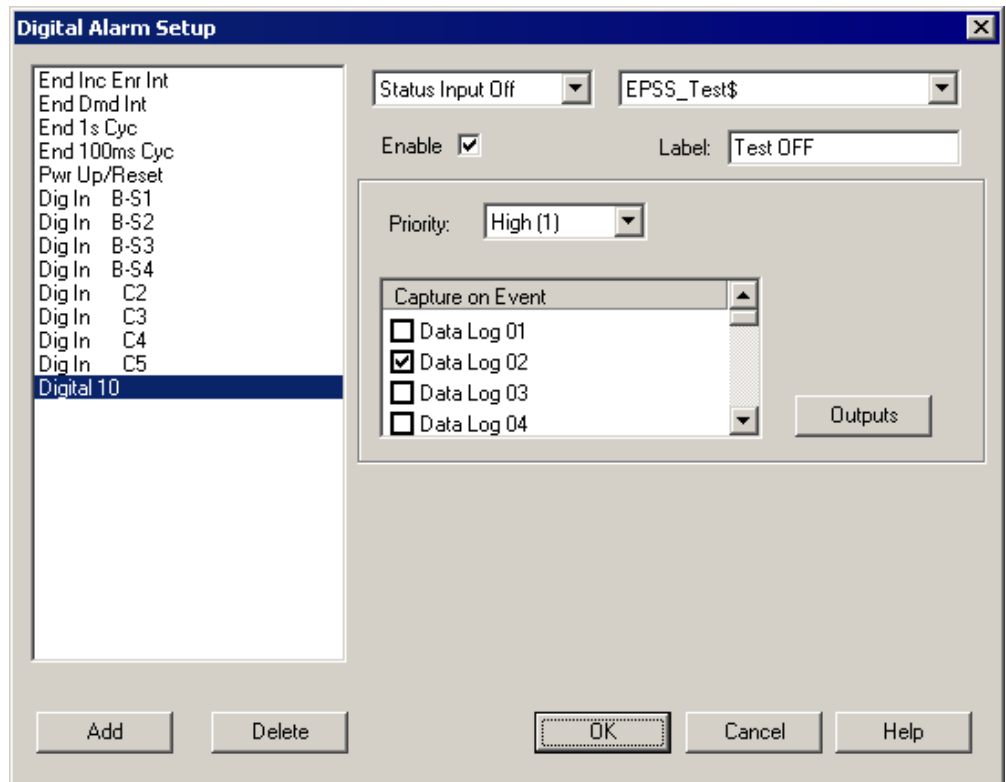 Digital Alarm Setup
End Inc Enr Int
End Dmd Int
End 1s Cyc
End 100ms Cyc
Pwr Up/Reset
Dig In B-S1
Dig In B-S2
Dig In B-S3
Dig In B-S4
Dig In C2
Dig In C3
Dig In C4
Dig In C5
Digital 10
Status Input Off
EPSS_Test$
Enable
Label: Test OFF
Priority: High (1)
Capture on Event
Data Log 01
Data Log 02
Data Log 03
Data Log 04
Outputs
Add
Delete
OK
Cancel
Help